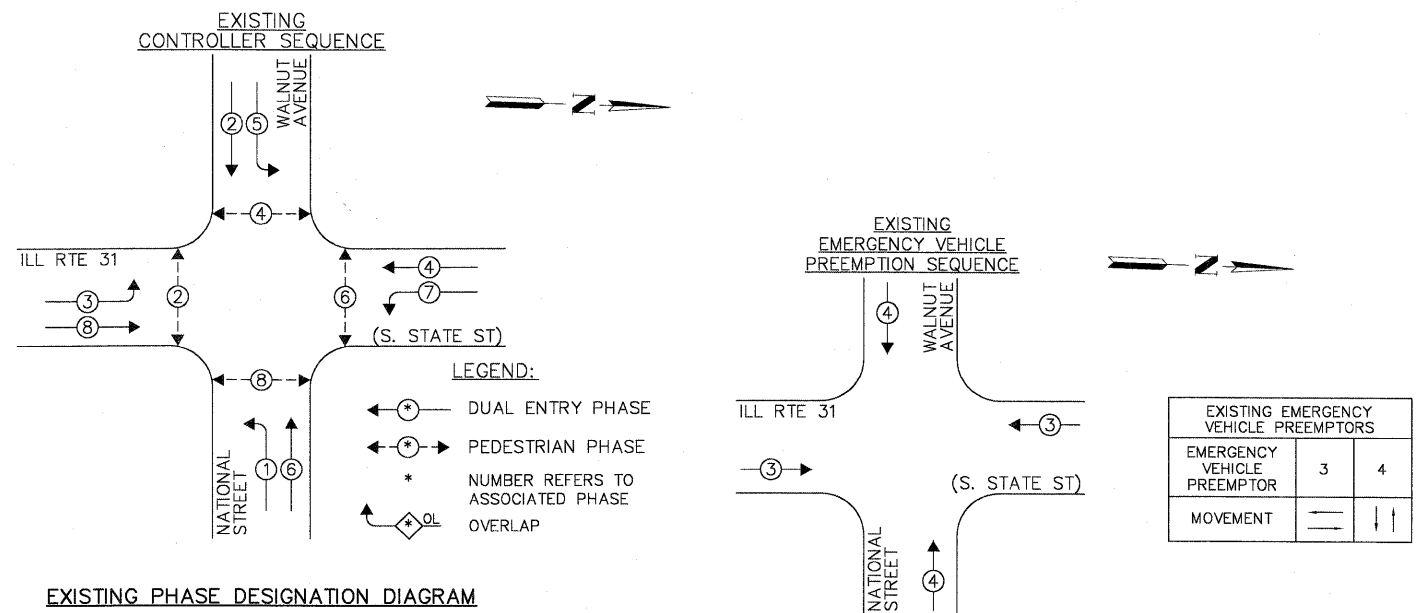 EXISTING
CONTROLLER SEQUENCE
WALNUT
AVENUE
N
2
5
4
ILL RTE 31
3
8
2
6
4
7
(S. STATE ST)
8
NATIONAL
STREET
1
6
LEGEND:
* DUAL ENTRY PHASE
* PEDESTRIAN PHASE
* NUMBER REFERS TO
ASSOCIATED PHASE
* OL OVERLAP
EXISTING PHASE DESIGNATION DIAGRAM
EXISTING
EMERGENCY VEHICLE
PREEMPTION SEQUENCE
N
4
WALNUT
AVENUE
ILL RTE 31
3
3
(S. STATE ST)
NATIONAL
STREET
4
EXISTING EMERGENCY
VEHICLE PREEMPTORS
EMERGENCY
VEHICLE
PREEMPTOR
3
4
MOVEMENT